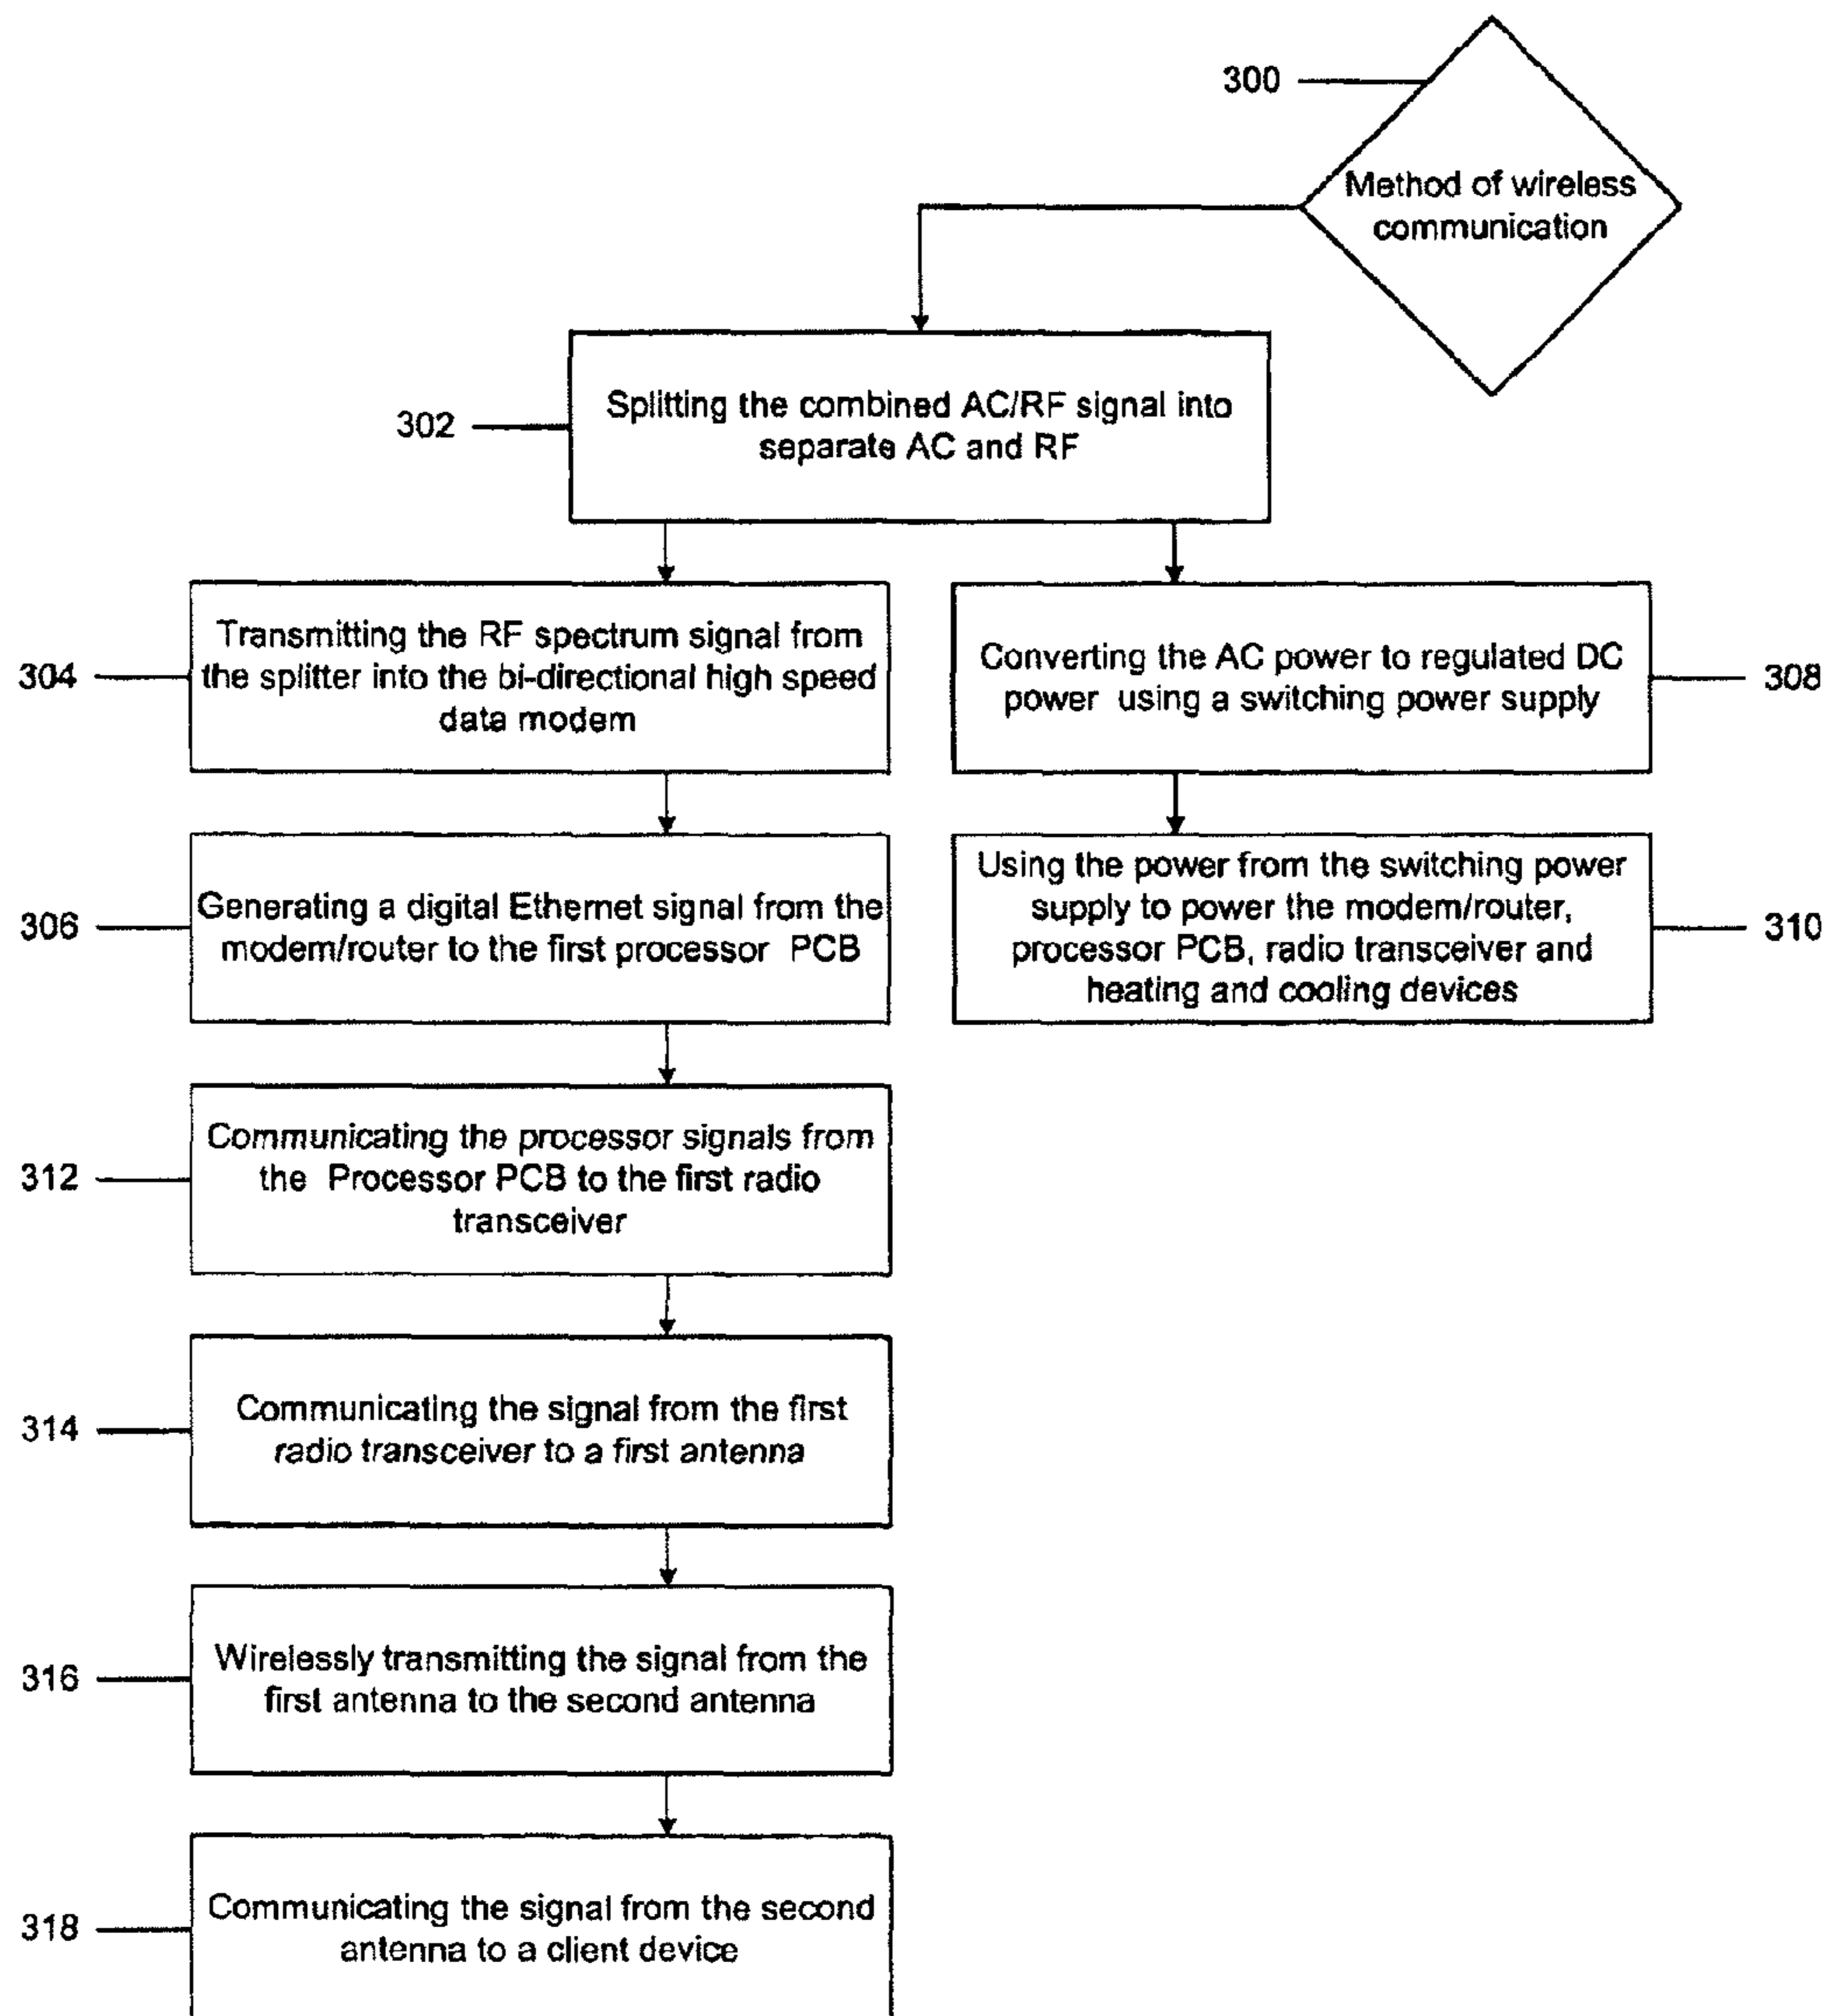 300
Method of wireless
communication
302
Splitting the combined AC/RF signal into
separate AC and RF
304
Transmitting the RF spectrum signal from
the splitter into the bi-directional high speed
data modem
Converting the AC power to regulated DC
power using a switching power supply
308
306
Generating a digital Ethernet signal from the
modem/router to the first processor PCB
Using the power from the switching power
supply to power the modem/router,
processor PCB, radio transceiver and
heating and cooling devices
310
312
Communicating the processor signals from
the Processor PCB to the first radio
transceiver
314
Communicating the signal from the first
radio transceiver to a first antenna
316
Wirelessly transmitting the signal from the
first antenna to the second antenna
318
Communicating the signal from the second
antenna to a client device